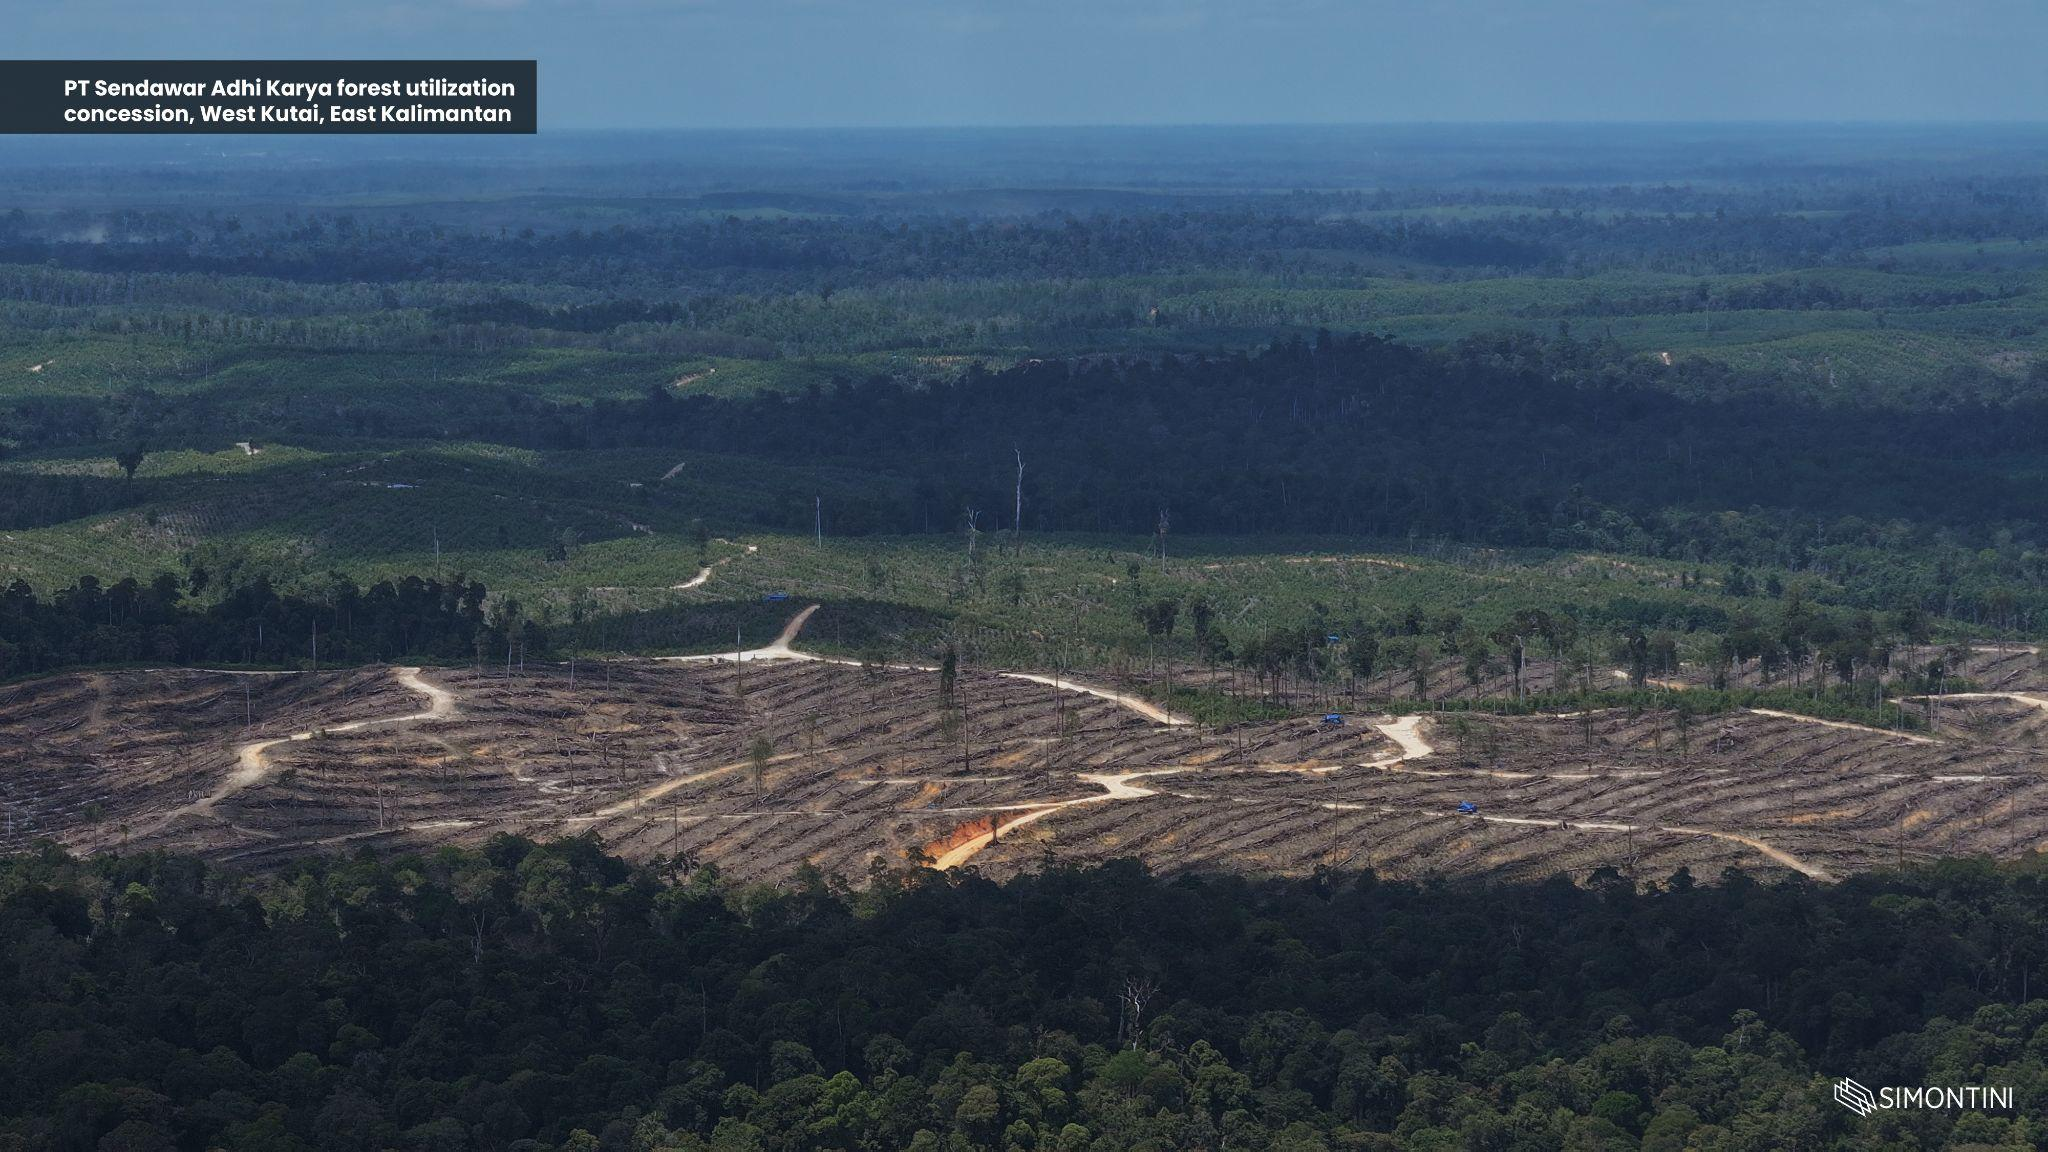 PT Sendawar Adhi Karya forest utilization
concession, West Kutai, East Kalimantan
SIMONTINI